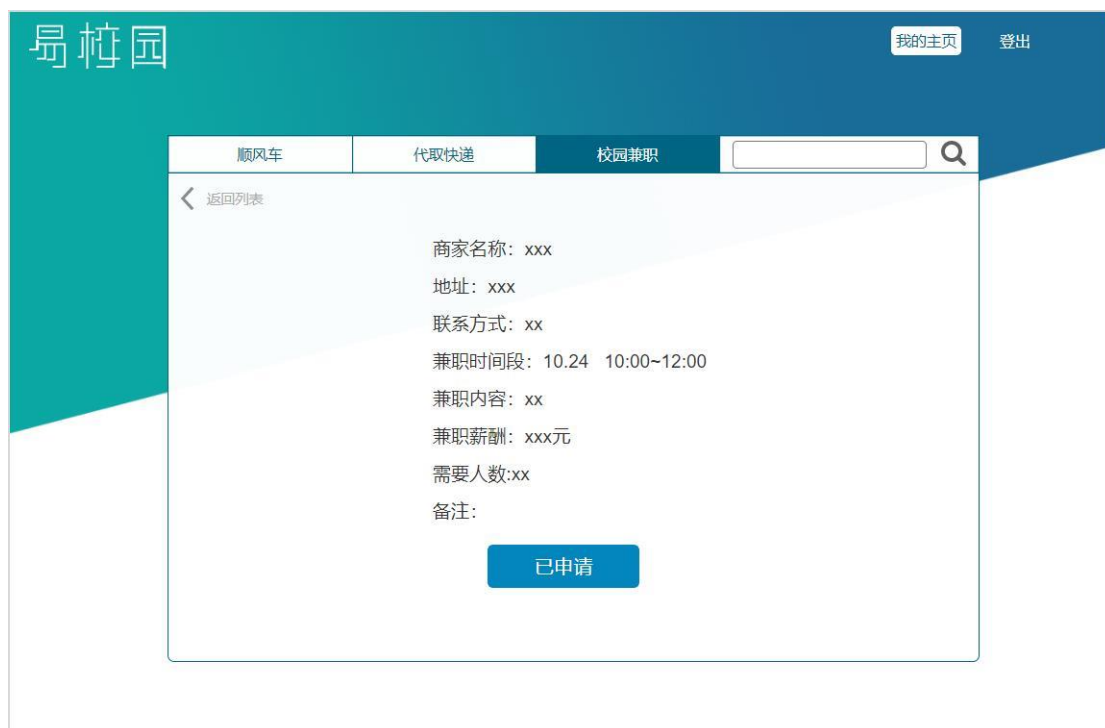 易校园
我的主页 登出
顺风车 代取快递 校园兼职
返回列表
商家名称：xxx
地址：xxx
联系方式：xx
兼职时间段：10.24 10:00~12:00
兼职内容：xx
兼职薪酬：xxx元
需要人数:xx
备注：
已申请